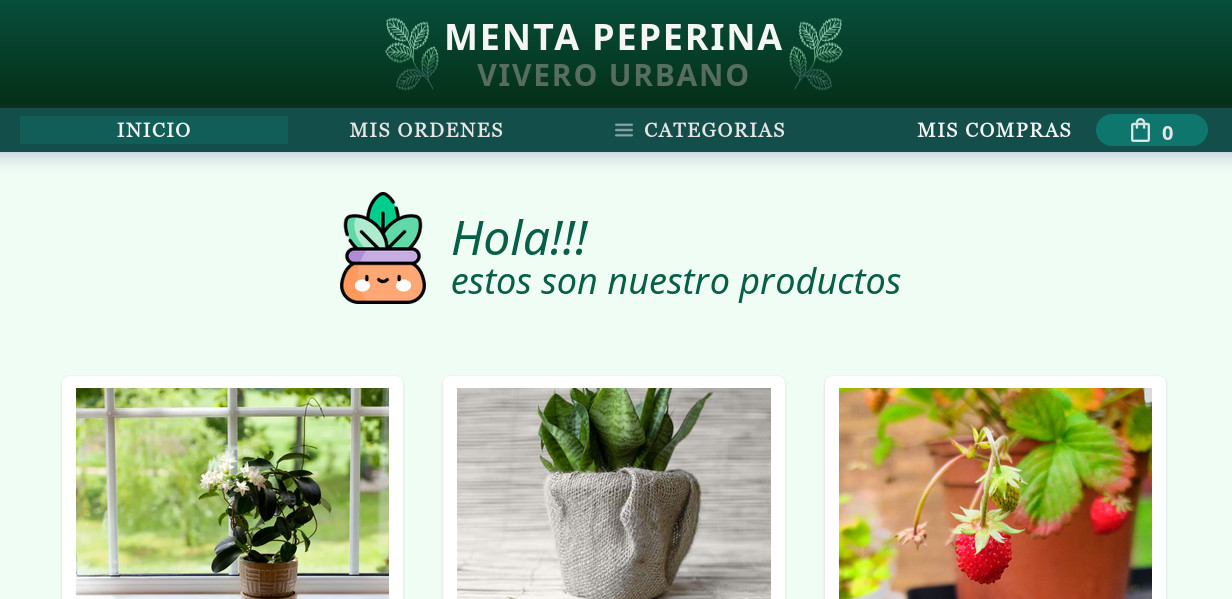 MENTA PEPERINA
VIVERO URBANO
INICIO
MIS ORDENES
CATEGORIAS
MIS COMPRAS
0
Hola!!!
estos son nuestro productos